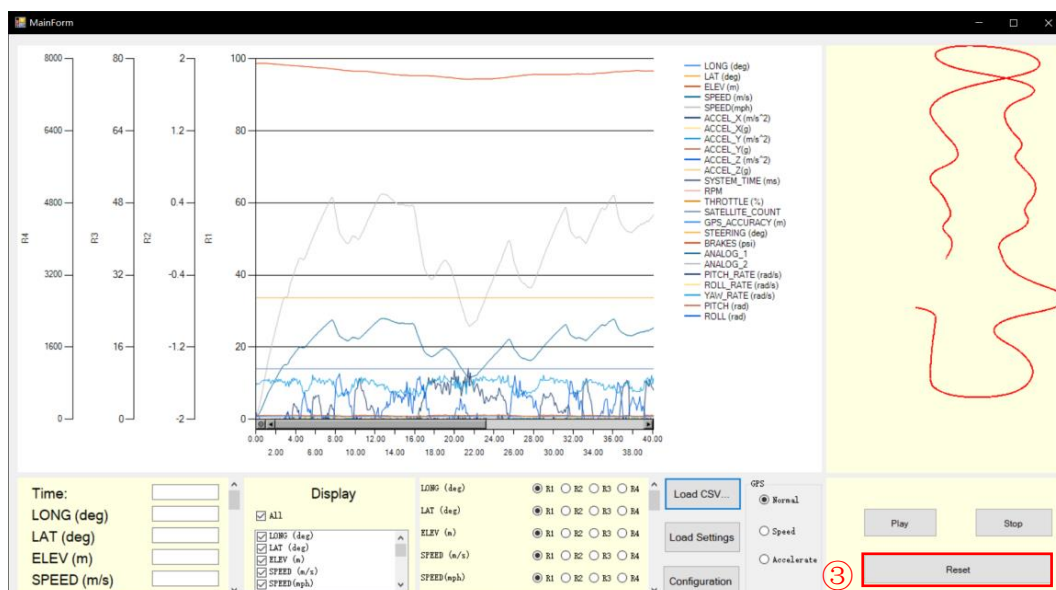 MainForm
8000
6400
4800
3200
1600
0
R4
80
64
48
32
16
0
R3
2
1.2
0.4
-0.4
-1.2
-2
R2
100
80
60
40
20
0
R1
0.00 4.00 8.00 12.00 16.00 20.00 24.00 28.00 32.00 36.00 40.00
2.00 6.00 10.00 14.00 18.00 22.00 26.00 30.00 34.00 38.00
LONG (deg)
LAT (deg)
ELEV (m)
SPEED (m/s)
SPEED(mph)
ACCEL_X (m/s^2)
ACCEL_X(g)
ACCEL_Y (m/s^2)
ACCEL_Y(g)
ACCEL_Z (m/s^2)
ACCEL_Z(g)
SYSTEM_TIME (ms)
RPM
THROTTLE (%)
SATELLITE_COUNT
GPS_ACCURACY (m)
STEERING (deg)
BRAKES (psi)
ANALOG_1
ANALOG_2
PITCH_RATE (rad/s)
ROLL_RATE (rad/s)
YAW_RATE (rad/s)
PITCH (rad)
ROLL (rad)
Time:
LONG (deg)
LAT (deg)
ELEV (m)
SPEED (m/s)
Display
All
LONG (deg)
LAT (deg)
ELEV (m)
SPEED (m/s)
SPEED(mph)
LONG (deg) R1 R2 R3 R4
LAT (deg) R1 R2 R3 R4
ELEV (m) R1 R2 R3 R4
SPEED (m/s) R1 R2 R3 R4
SPEED(mph) R1 R2 R3 R4
Load CSV...
Load Settings
Configuration
GPS
Normal
Speed
Accelerate
Play Stop
③ Reset